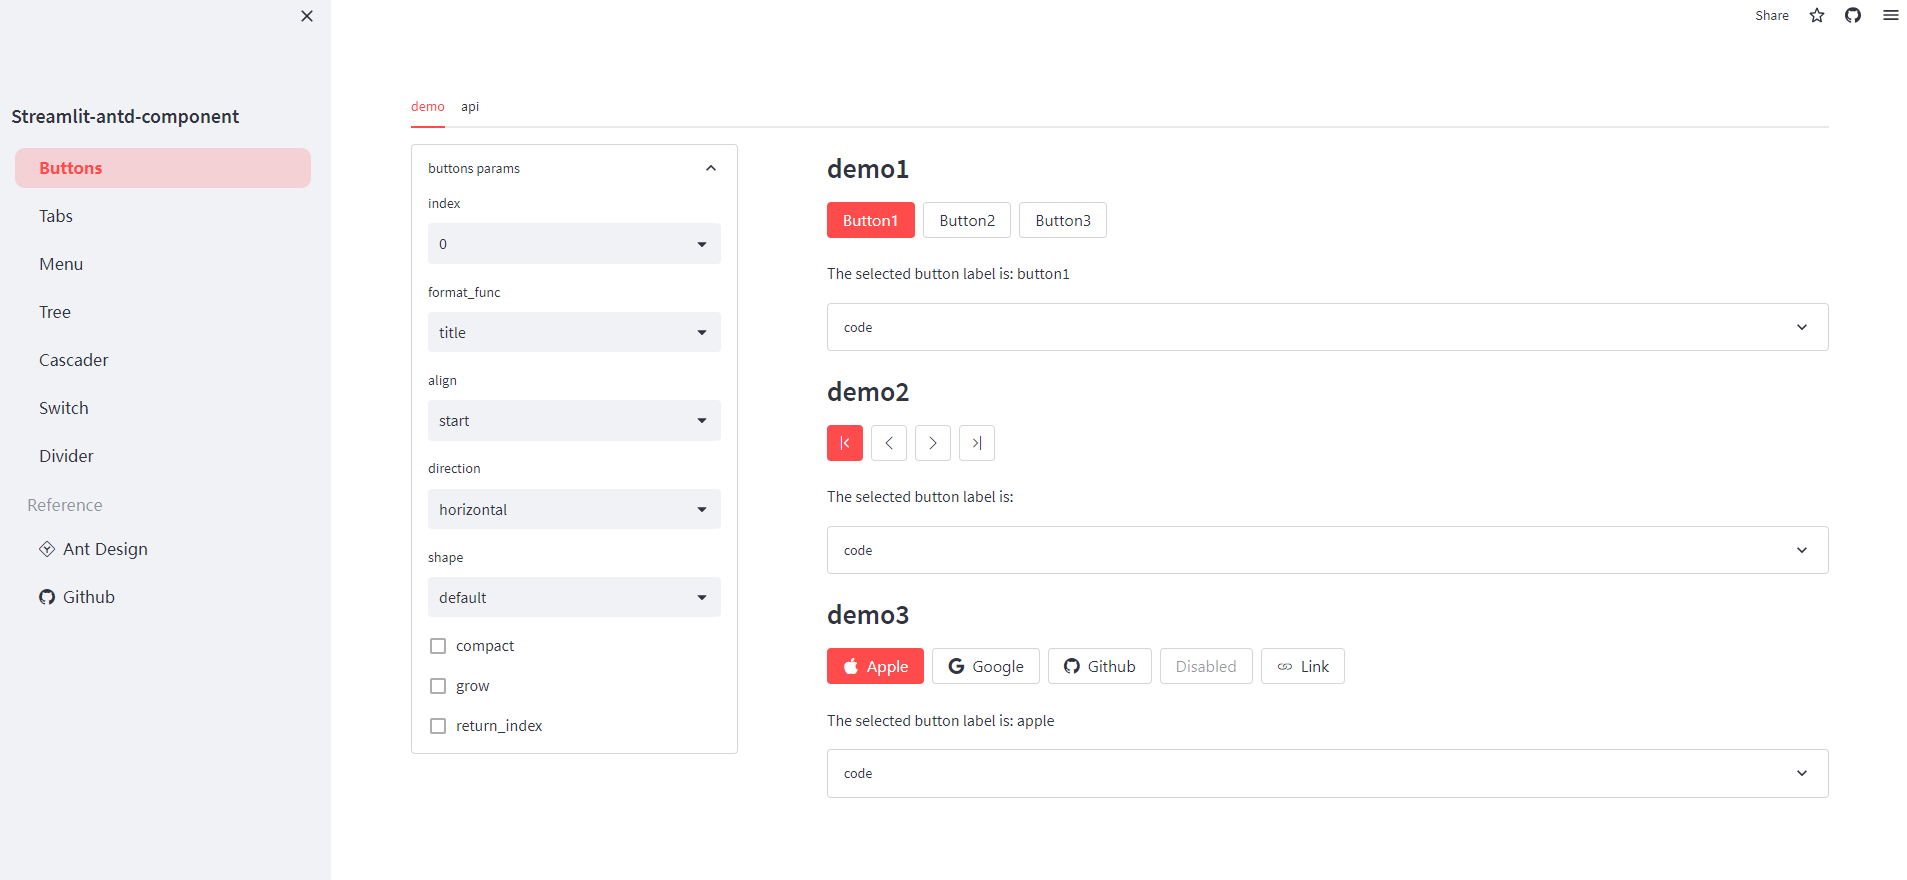 Share
Streamlit-antd-component
Buttons
Tabs
Menu
Tree
Cascader
Switch
Divider
Reference
Ant Design
Github
demo api
buttons params
index
0
format_func
title
align
start
direction
horizontal
shape
default
compact
grow
return_index
demo1
Button1 Button2 Button3
The selected button label is: button1
code
demo2
The selected button label is:
code
demo3
Apple Google Github Disabled Link
The selected button label is: apple
code